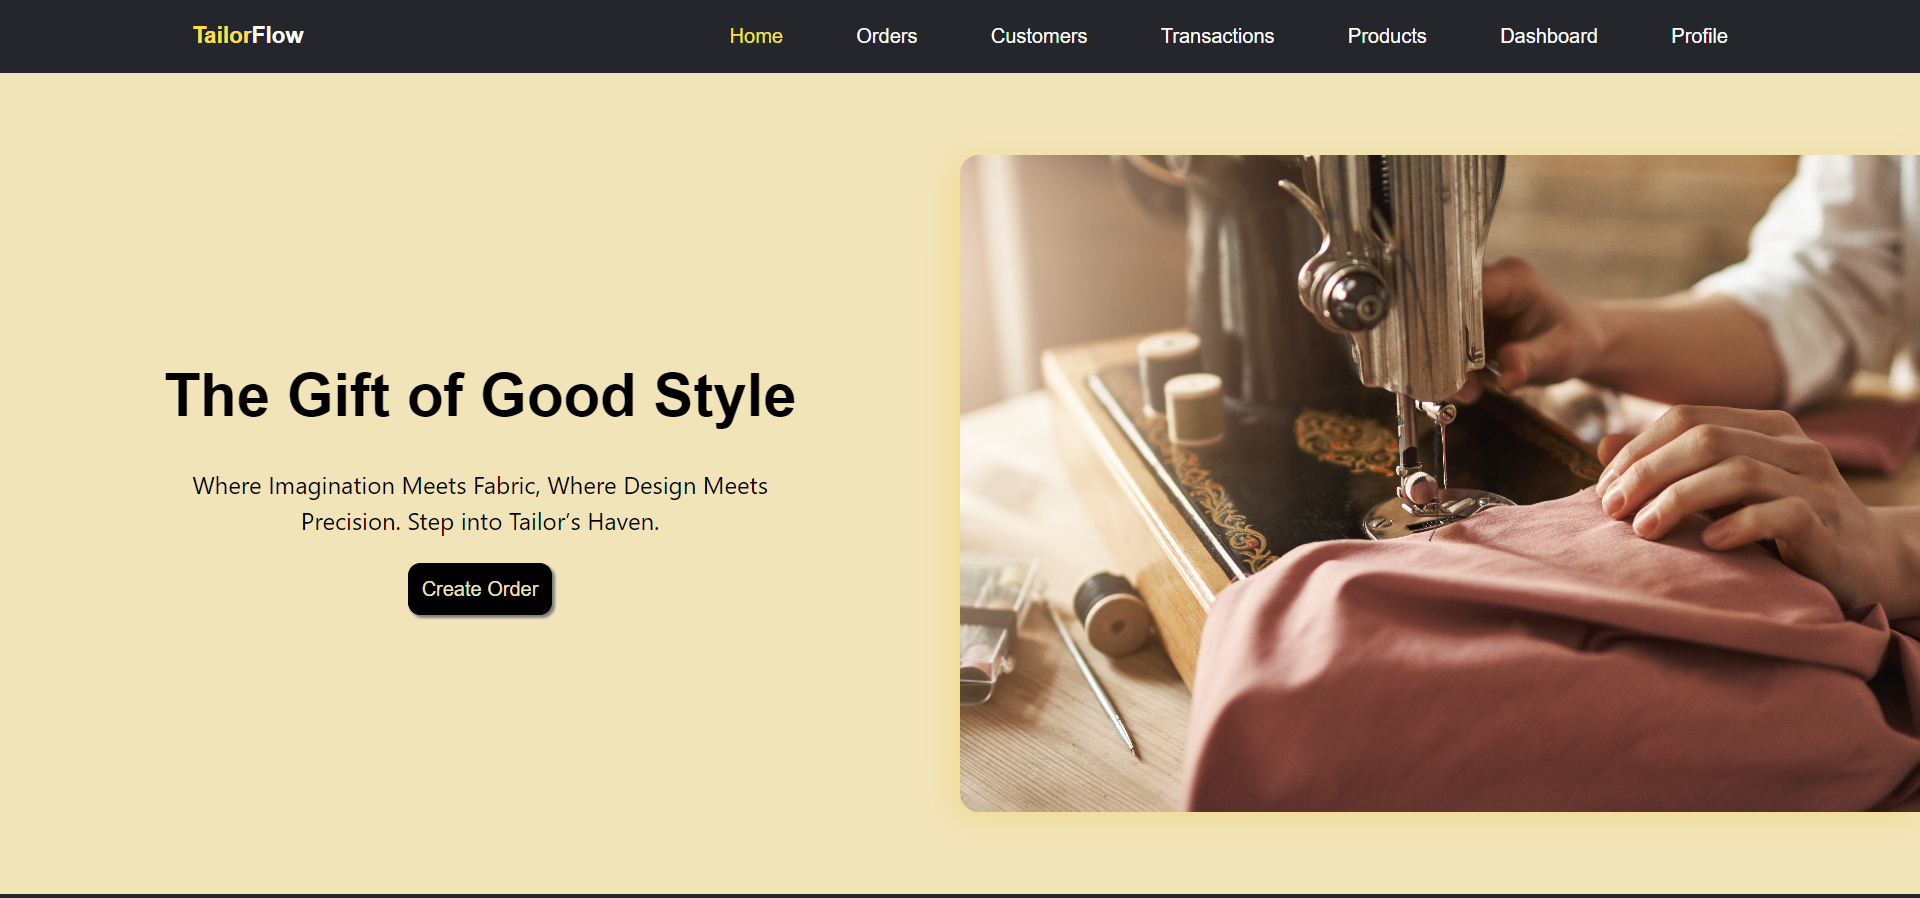 TailorFlow
Home Orders Customers Transactions Products Dashboard Profile
The Gift of Good Style
Where Imagination Meets Fabric, Where Design Meets
Precision. Step into Tailor’s Haven.
Create Order